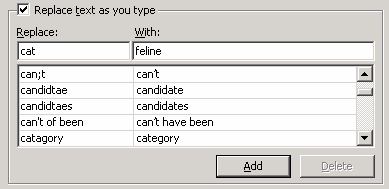 Replace text as you type
Replace: With:
cat feline
can;t can't
candidtae candidate
candidtaes candidates
can't of been can't have been
catagory category
Add Delete